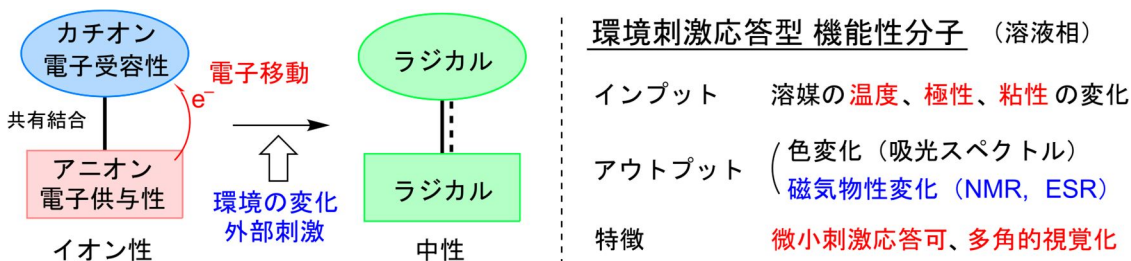 カチオン
電子受容性
電子移動
e–
共有結合
アニオン
電子供与性
イオン性
環境の変化
外部刺激
ラジカル
ラジカル
中性
環境刺激応答型 機能性分子 （溶液相）
インプット 溶媒の温度、極性、粘性の変化
アウトプット 色変化（吸光スペクトル）
磁気物性変化（NMR, ESR）
特徴 微小刺激応答可、多角的視覚化